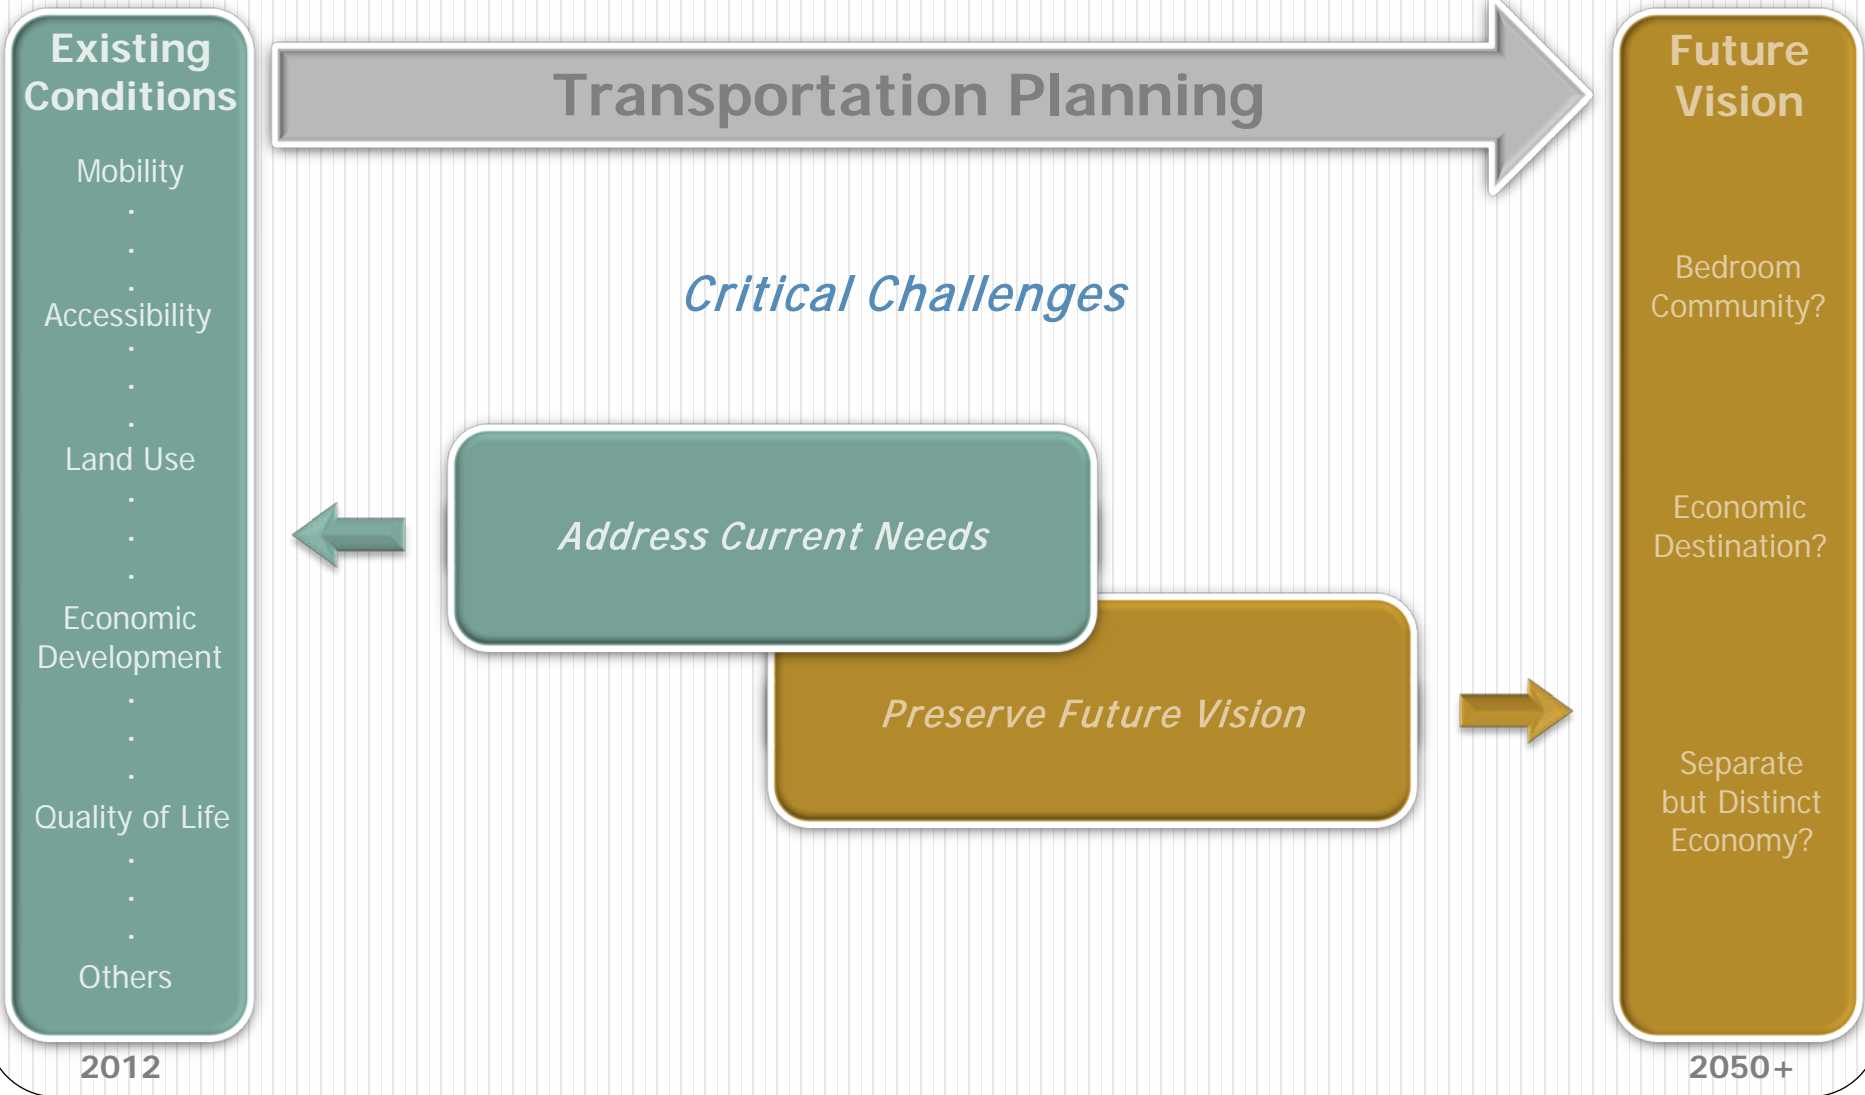 Existing
Conditions
Mobility
.
.
.
Accessibility
.
.
.
Land Use
.
.
.
Economic
Development
.
.
.
Quality of Life
.
.
.
Others
2012
Transportation Planning
Critical Challenges
Address Current Needs
Preserve Future Vision
Future
Vision
Bedroom
Community?
Economic
Destination?
Separate
but Distinct
Economy?
2050+